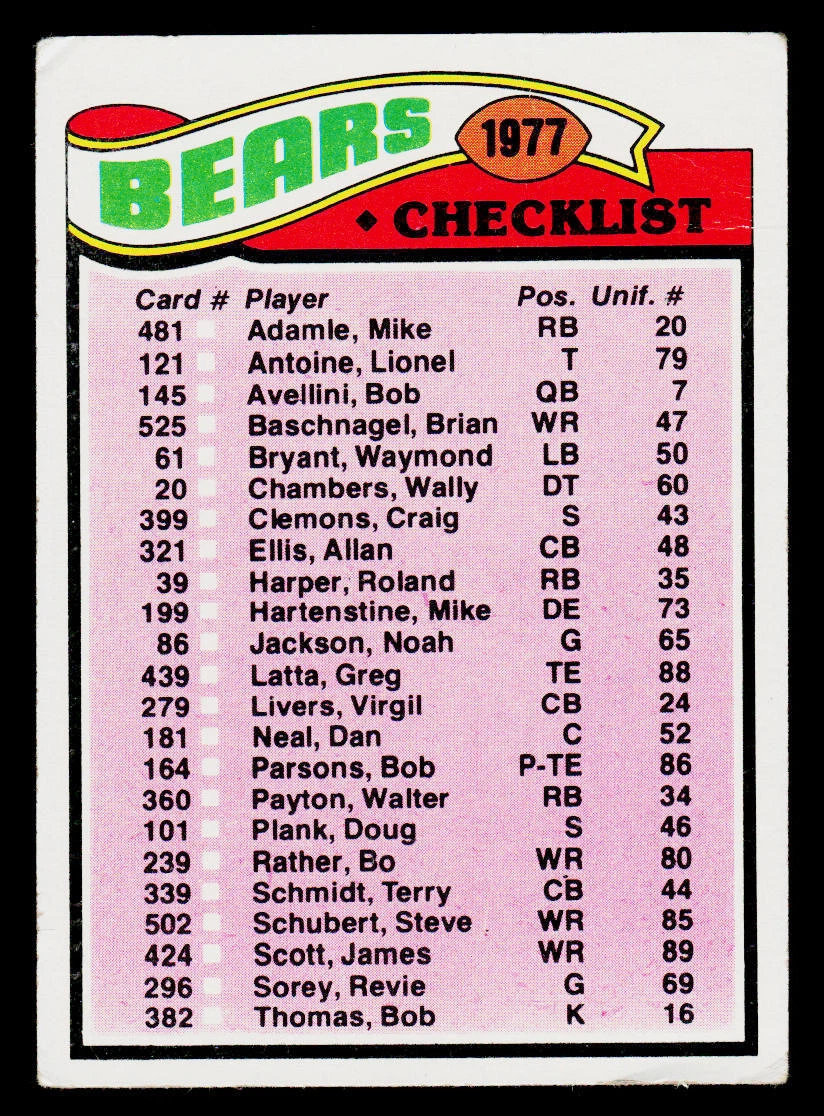 BEARS 1977
◆ CHECKLIST
Card # Player Pos. Unif. #
481 Adamle, Mike RB 20
121 Antoine, Lionel T 79
145 Avellini, Bob QB 7
525 Baschnagel, Brian WR 47
61 Bryant, Waymond LB 50
20 Chambers, Wally DT 60
399 Clemons, Craig S 43
321 Ellis, Allan CB 48
39 Harper, Roland RB 35
199 Hartenstine, Mike DE 73
86 Jackson, Noah G 65
439 Latta, Greg TE 88
279 Livers, Virgil CB 24
181 Neal, Dan C 52
164 Parsons, Bob P-TE 86
360 Payton, Walter RB 34
101 Plank, Doug S 46
239 Rather, Bo WR 80
339 Schmidt, Terry CB 44
502 Schubert, Steve WR 85
424 Scott, James WR 89
296 Sorey, Revie G 69
382 Thomas, Bob K 16